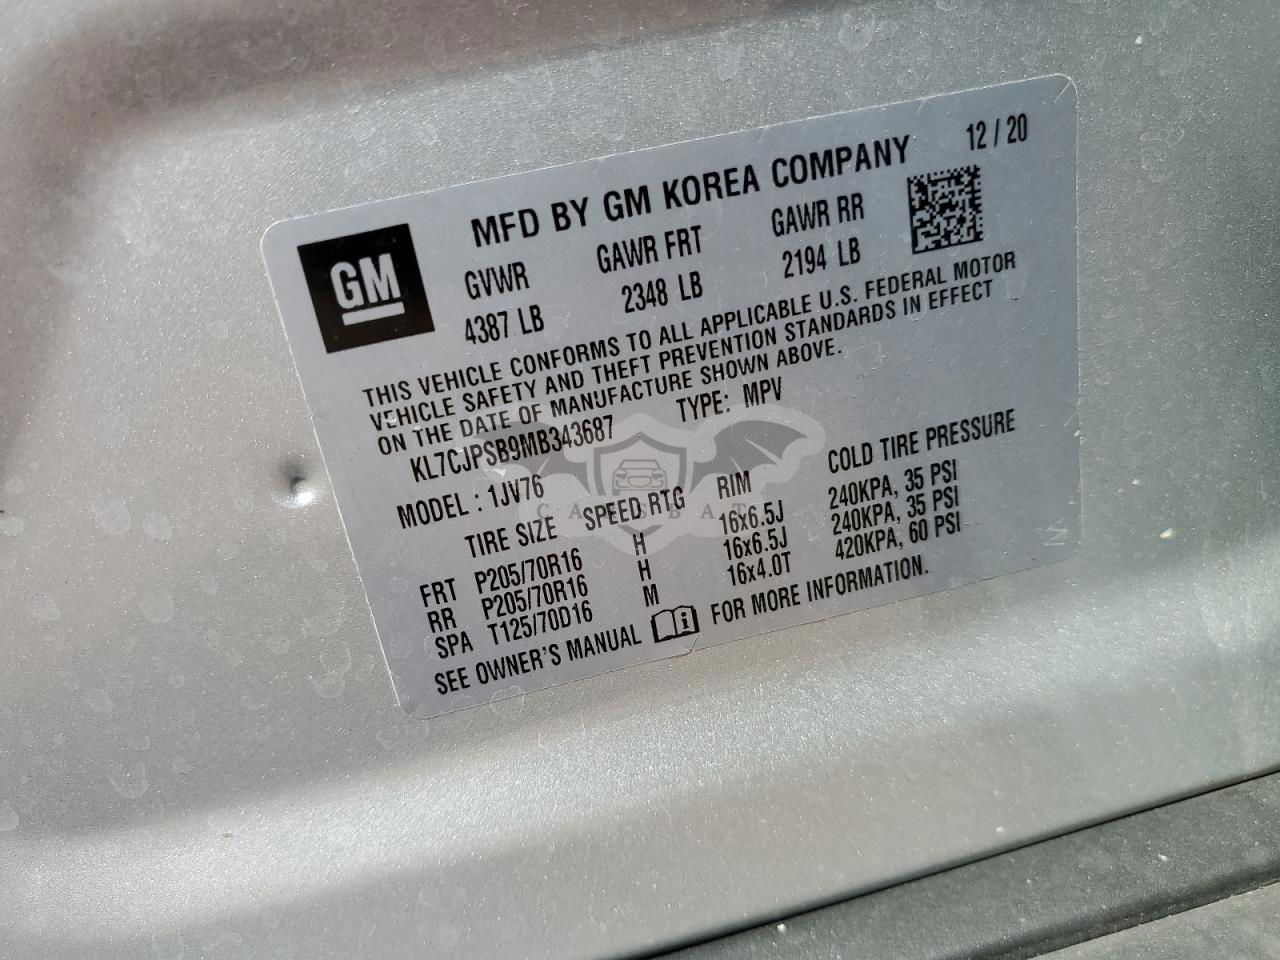 MFD BY GM KOREA COMPANY 12 / 20
GM
GVWR GAWR FRT GAWR RR
4387 LB 2348 LB 2194 LB
THIS VEHICLE CONFORMS TO ALL APPLICABLE U.S. FEDERAL MOTOR
VEHICLE SAFETY AND THEFT PREVENTION STANDARDS IN EFFECT
ON THE DATE OF MANUFACTURE SHOWN ABOVE.
KL7CJPSB9MB343687 TYPE: MPV
MODEL : 1JV76
TIRE SIZE SPEED RTG RIM COLD TIRE PRESSURE
FRT P205/70R16 H 16x6.5J 240KPA, 35 PSI
RR P205/70R16 H 16x6.5J 240KPA, 35 PSI
SPA T125/70D16 M 16x4.0T 420KPA, 60 PSI
SEE OWNER'S MANUAL FOR MORE INFORMATION.